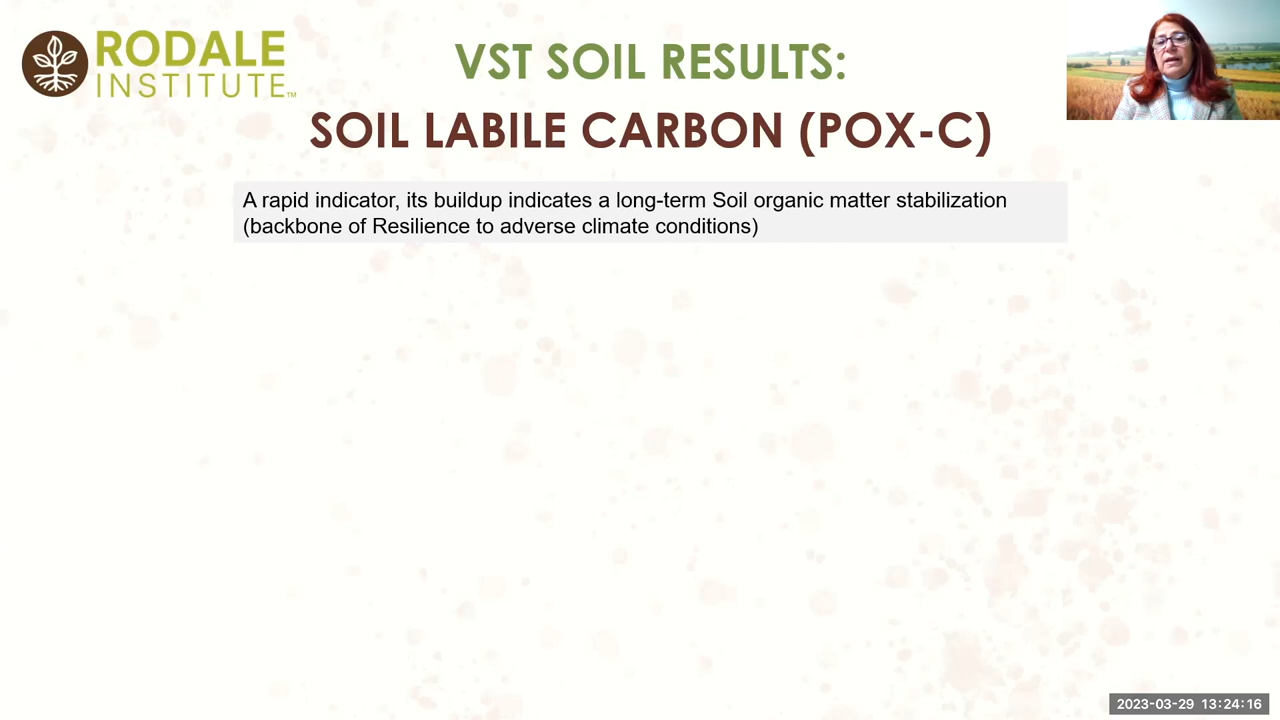 RODALE
INSTITUTE™
VST SOIL RESULTS:
SOIL LABILE CARBON (POX-C)
A rapid indicator, its buildup indicates a long-term Soil organic matter stabilization
(backbone of Resilience to adverse climate conditions)
2023-03-29 13:24:16